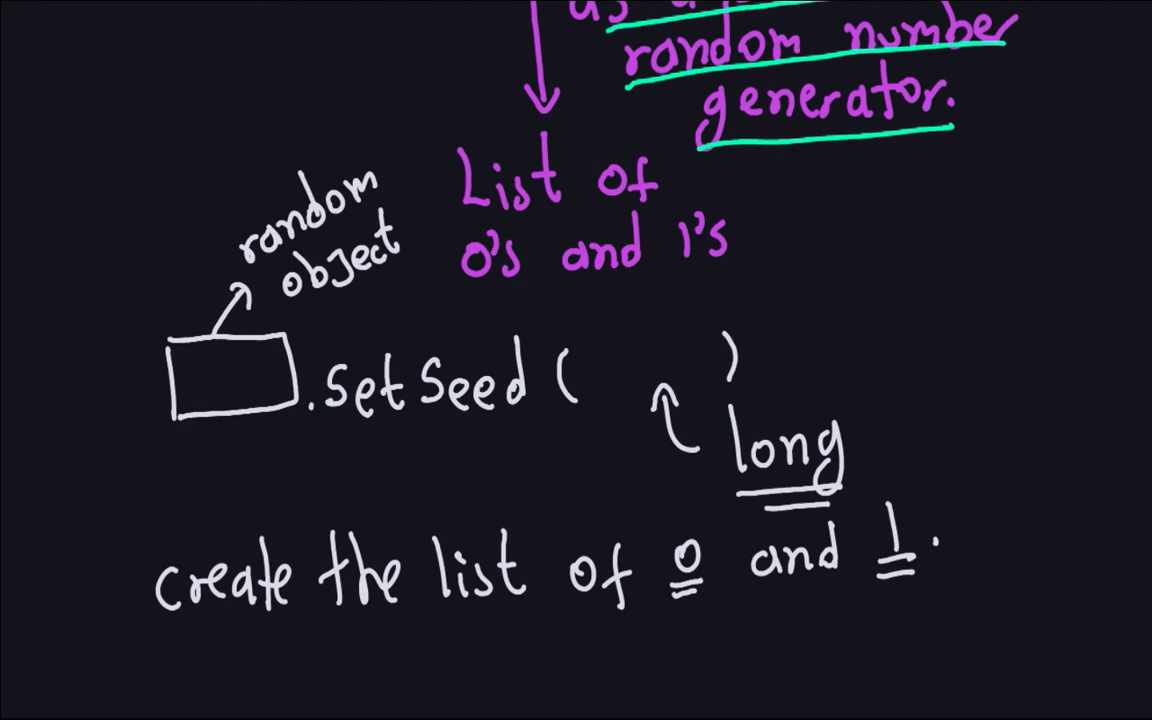 as a
random number
generator.
List of
0's and 1's
random
object
.SetSeed ( )
long
create the list of 0 and 1.